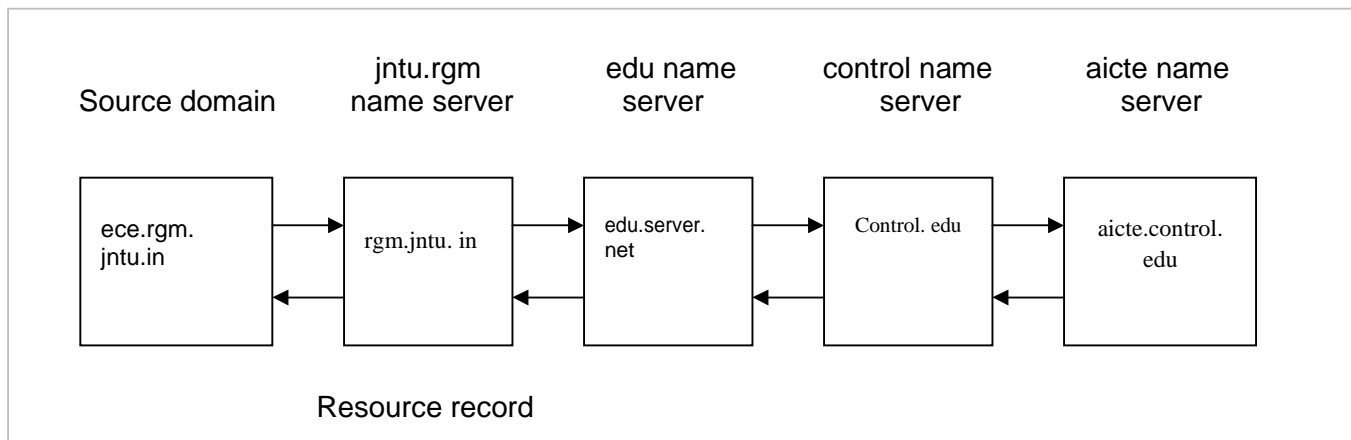 Source domain
jntu.rgm
name server
edu name
server
control name
server
aicte name
server
ece.rgm.
jntu.in
rgm.jntu. in
edu.server.
net
Control. edu
aicte.control.
edu
Resource record